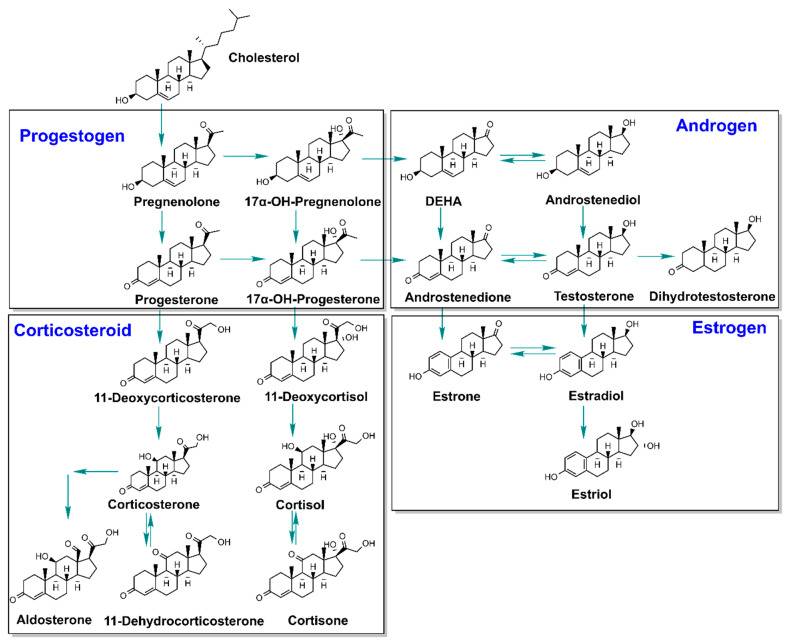 Cholesterol
Progestogen
Pregnenolone
17α-OH-Pregnenolone
Progesterone
17α-OH-Progesterone
Androgen
DEHA
Androstenediol
Androstenedione
Testosterone
Dihydrotestosterone
Corticosteroid
11-Deoxycorticosterone
11-Deoxycortisol
Corticosterone
Cortisol
Aldosterone
11-Dehydrocorticosterone
Cortisone
Estrogen
Estrone
Estradiol
Estriol